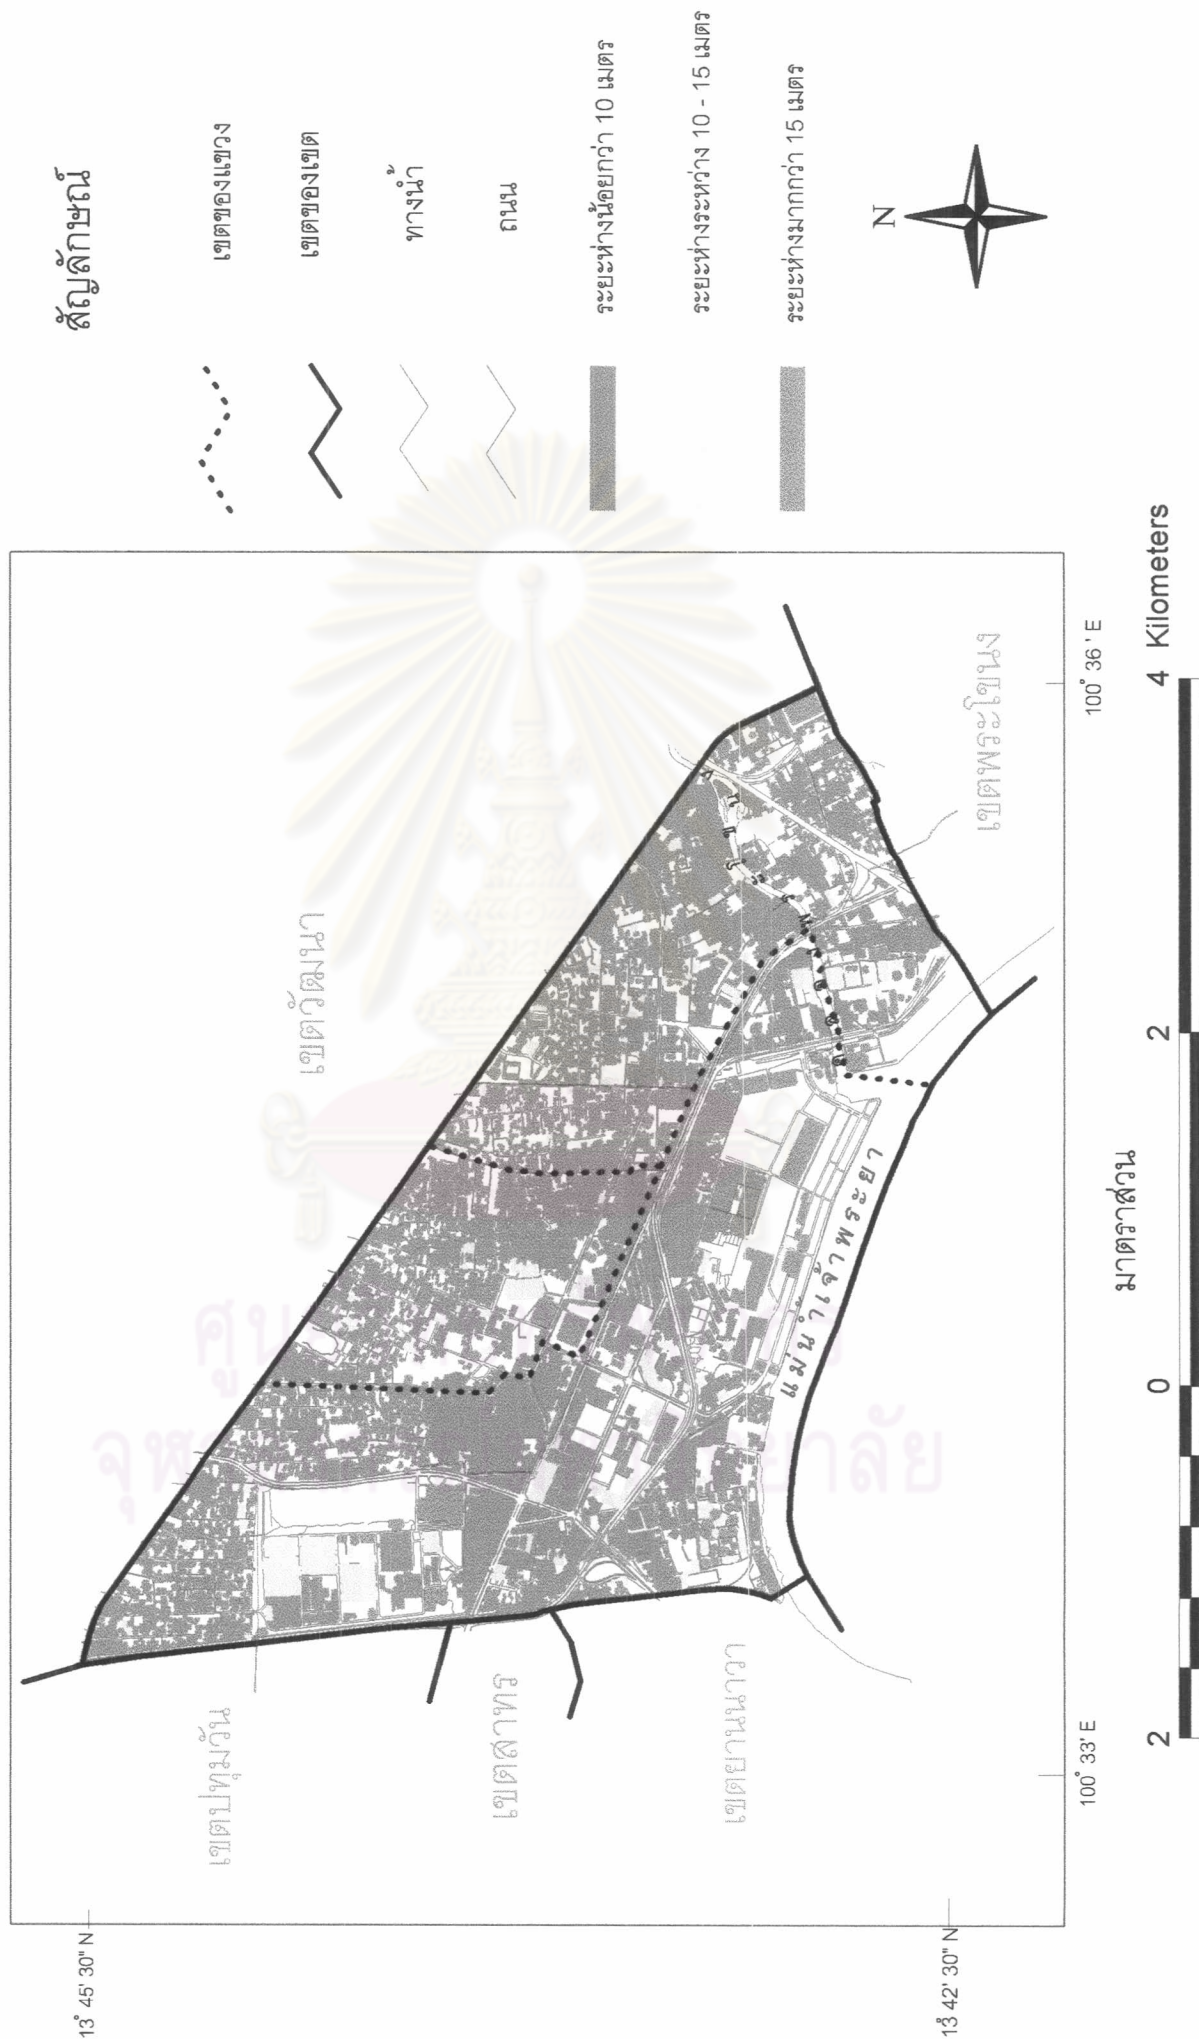 สัญลักษณ์
เขตของแขวง
เขตของเขต
ทางน้ำ
ถนน
ระยะห่างน้อยกว่า 10 เมตร
ระยะห่างระหว่าง 10 - 15 เมตร
ระยะห่างมากกว่า 15 เมตร
N
13° 45' 30" N
13° 42' 30" N
100° 33' E
100° 36' E
เขตปทุมวัน
เขตวัฒนา
เขตสาทร
เขตยานนาวา
เขตพระโขนง
แม่น้ำเจ้าพระยา
มาตราส่วน
2 0 2 4 Kilometers